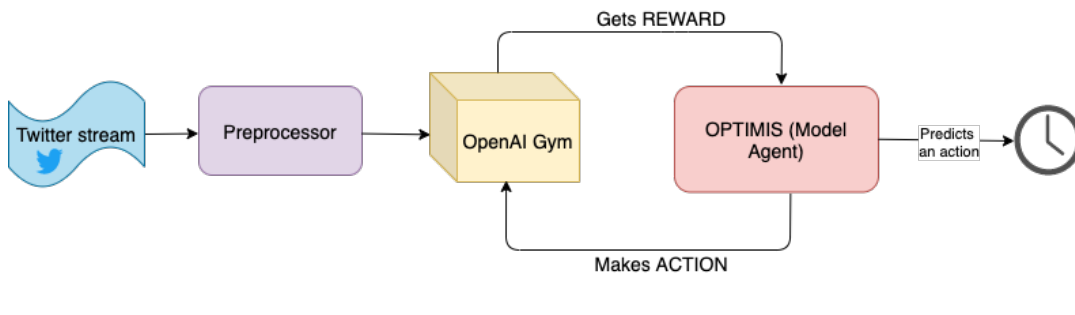 Gets REWARD
Twitter stream
Preprocessor
OpenAI Gym
OPTIMIS (Model
Agent)
Predicts
an action
Makes ACTION